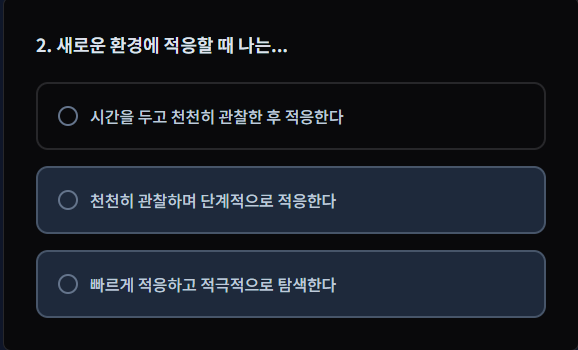 2. 새로운 환경에 적응할 때 나는...
시간을 두고 천천히 관찰한 후 적응한다
천천히 관찰하며 단계적으로 적응한다
빠르게 적응하고 적극적으로 탐색한다